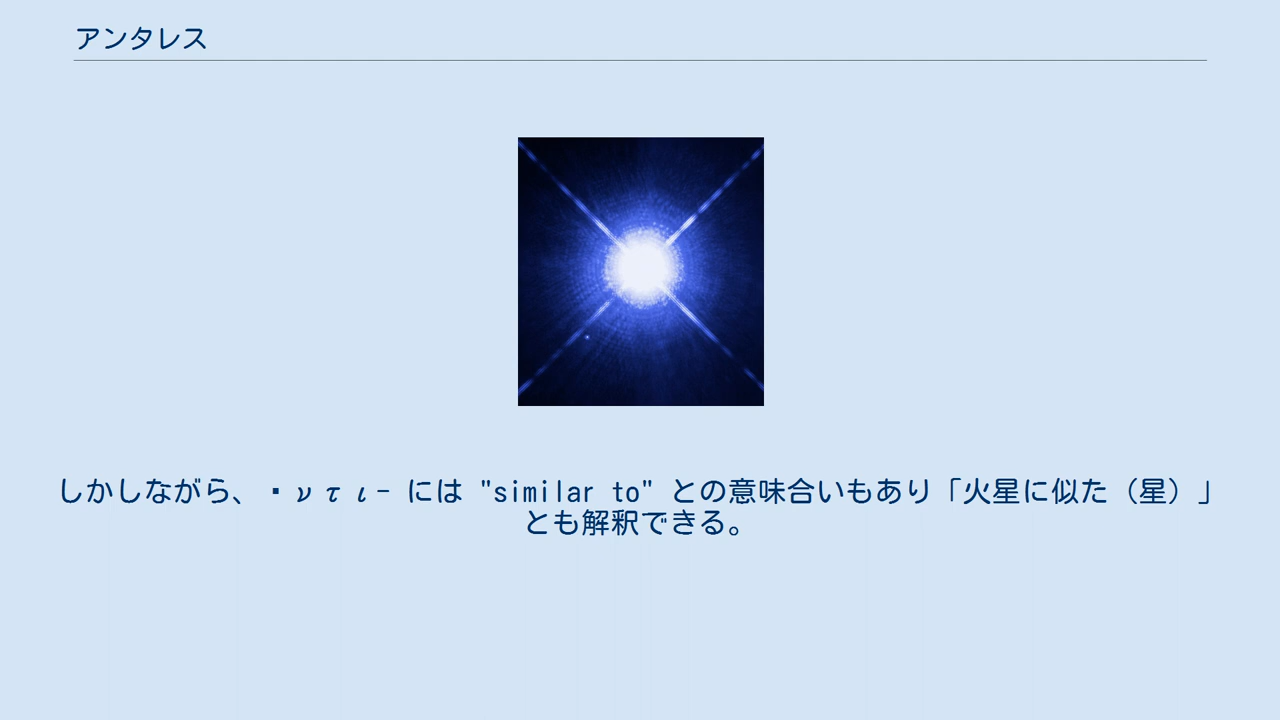 アンタレス
しかしながら、▪ντι- には "similar to" との意味合いもあり「火星に似た（星）」
とも解釈できる。